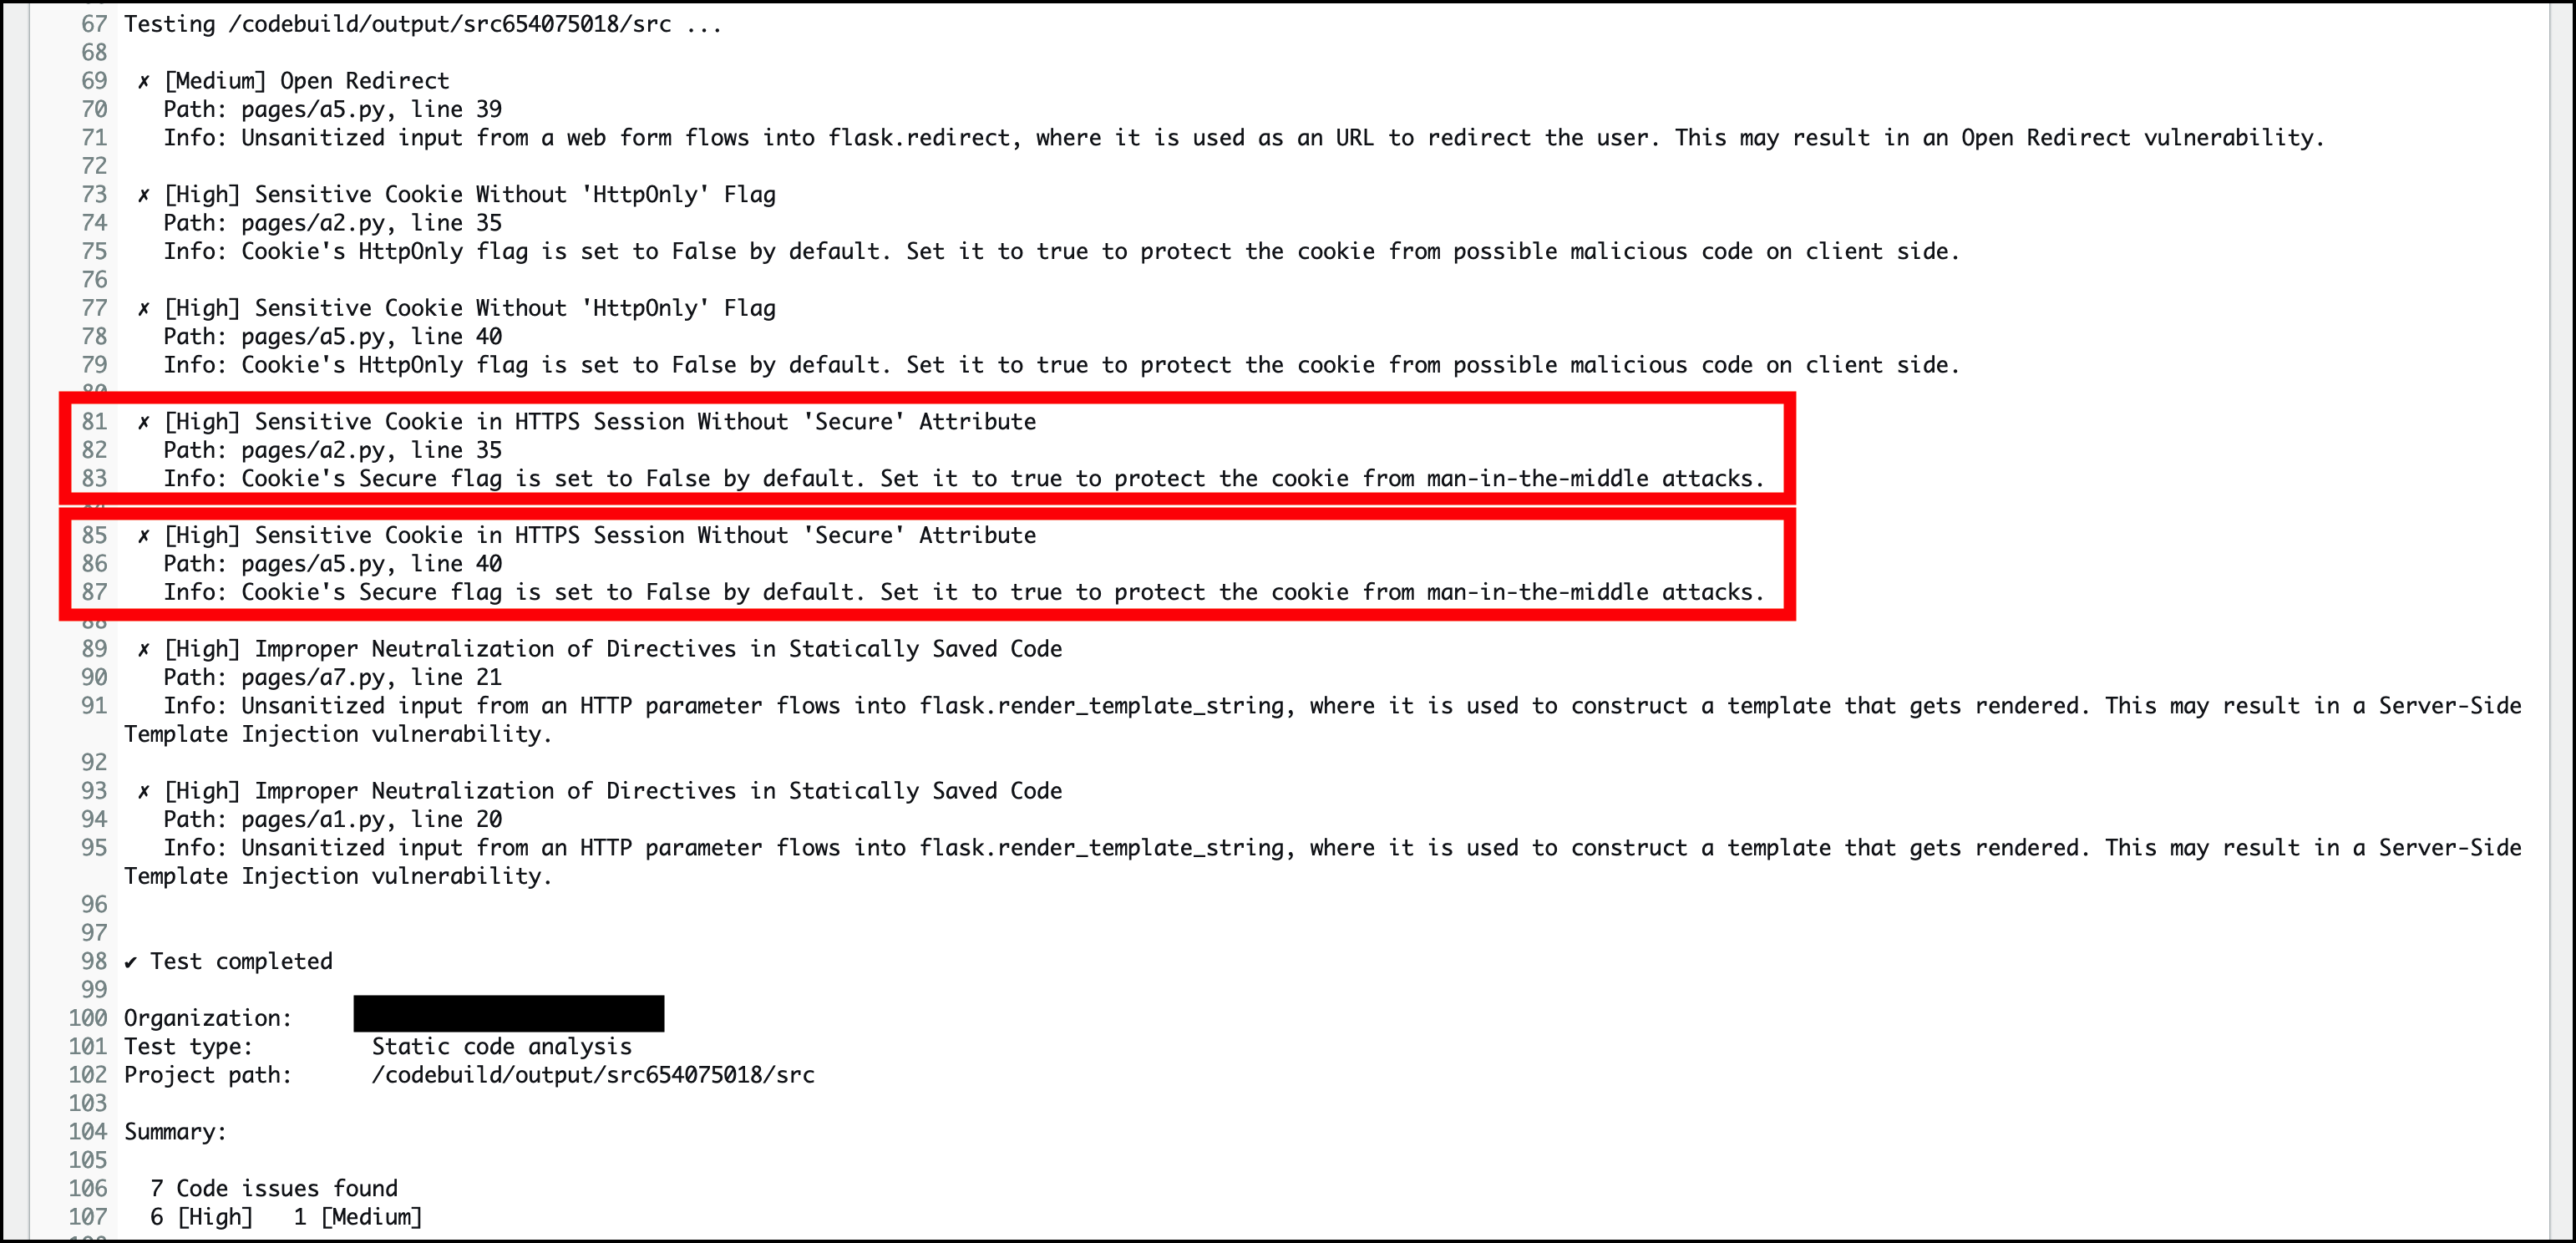 67 Testing /codebuild/output/src654075018/src ...
68
69 ✗ [Medium] Open Redirect
70 Path: pages/a5.py, line 39
71 Info: Unsanitized input from a web form flows into flask.redirect, where it is used as an URL to redirect the user. This may result in an Open Redirect vulnerability.
72
73 ✗ [High] Sensitive Cookie Without 'HttpOnly' Flag
74 Path: pages/a2.py, line 35
75 Info: Cookie's HttpOnly flag is set to False by default. Set it to true to protect the cookie from possible malicious code on client side.
76
77 ✗ [High] Sensitive Cookie Without 'HttpOnly' Flag
78 Path: pages/a5.py, line 40
79 Info: Cookie's HttpOnly flag is set to False by default. Set it to true to protect the cookie from possible malicious code on client side.
80
81 ✗ [High] Sensitive Cookie in HTTPS Session Without 'Secure' Attribute
82 Path: pages/a2.py, line 35
83 Info: Cookie's Secure flag is set to False by default. Set it to true to protect the cookie from man-in-the-middle attacks.
85 ✗ [High] Sensitive Cookie in HTTPS Session Without 'Secure' Attribute
86 Path: pages/a5.py, line 40
87 Info: Cookie's Secure flag is set to False by default. Set it to true to protect the cookie from man-in-the-middle attacks.
88
89 ✗ [High] Improper Neutralization of Directives in Statically Saved Code
90 Path: pages/a7.py, line 21
91 Info: Unsanitized input from an HTTP parameter flows into flask.render_template_string, where it is used to construct a template that gets rendered. This may result in a Server-Side
Template Injection vulnerability.
92
93 ✗ [High] Improper Neutralization of Directives in Statically Saved Code
94 Path: pages/a1.py, line 20
95 Info: Unsanitized input from an HTTP parameter flows into flask.render_template_string, where it is used to construct a template that gets rendered. This may result in a Server-Side
Template Injection vulnerability.
96
97
98 ✔ Test completed
99
100 Organization:
101 Test type: Static code analysis
102 Project path: /codebuild/output/src654075018/src
103
104 Summary:
105
106 7 Code issues found
107 6 [High] 1 [Medium]